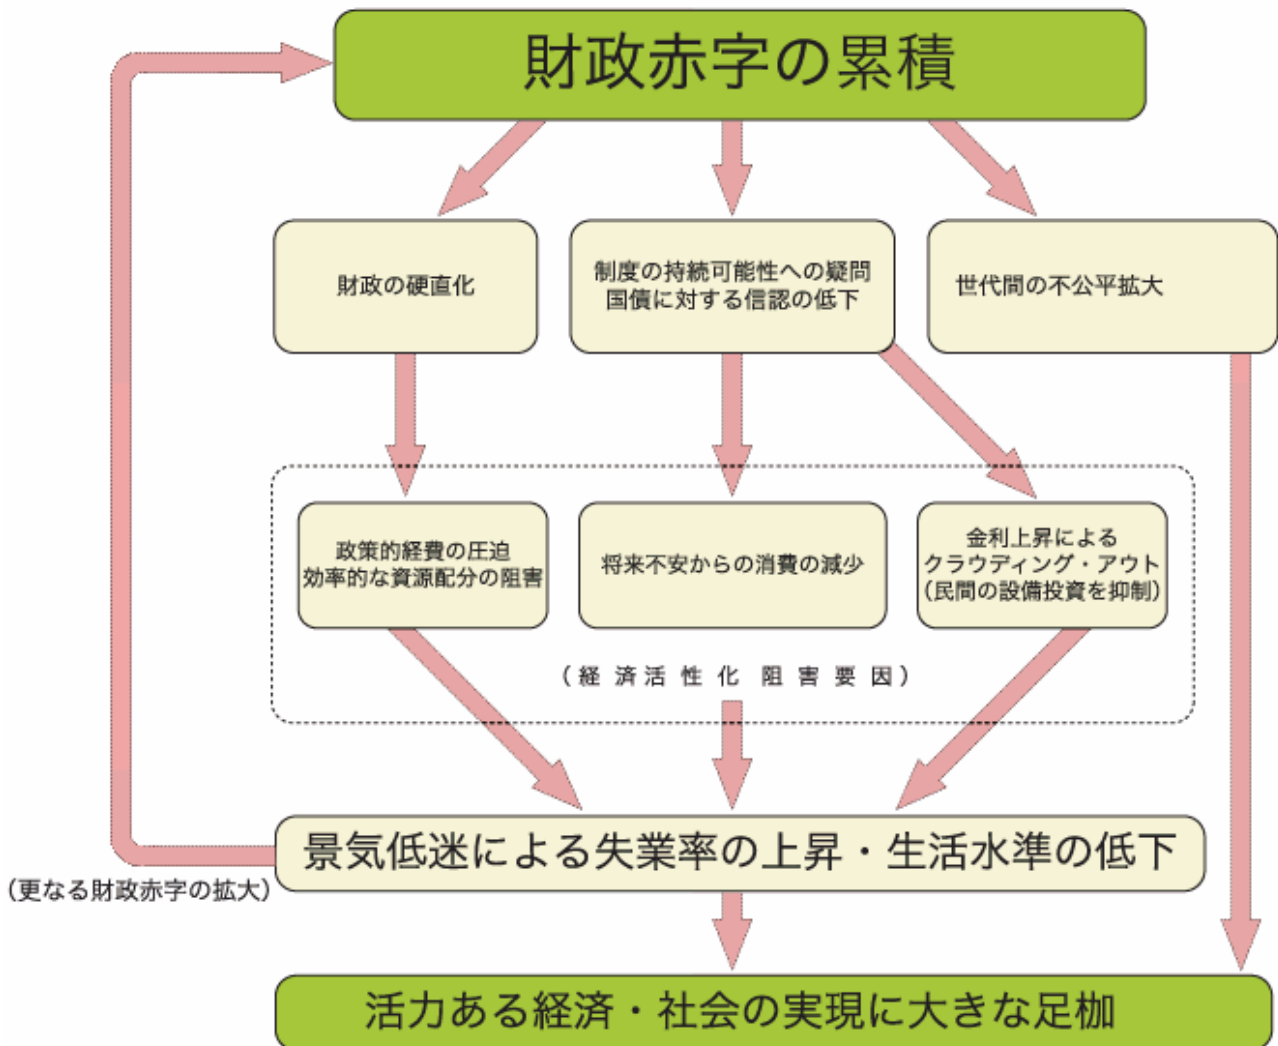 財政赤字の累積
財政の硬直化
制度の持続可能性への疑問
国債に対する信認の低下
世代間の不公平拡大
政策的経費の圧迫
効率的な資源配分の阻害
将来不安からの消費の減少
金利上昇による
クラウディング・アウト
（民間の設備投資を抑制）
（経済活性化阻害要因）
景気低迷による失業率の上昇・生活水準の低下
（更なる財政赤字の拡大）
活力ある経済・社会の実現に大きな足枷